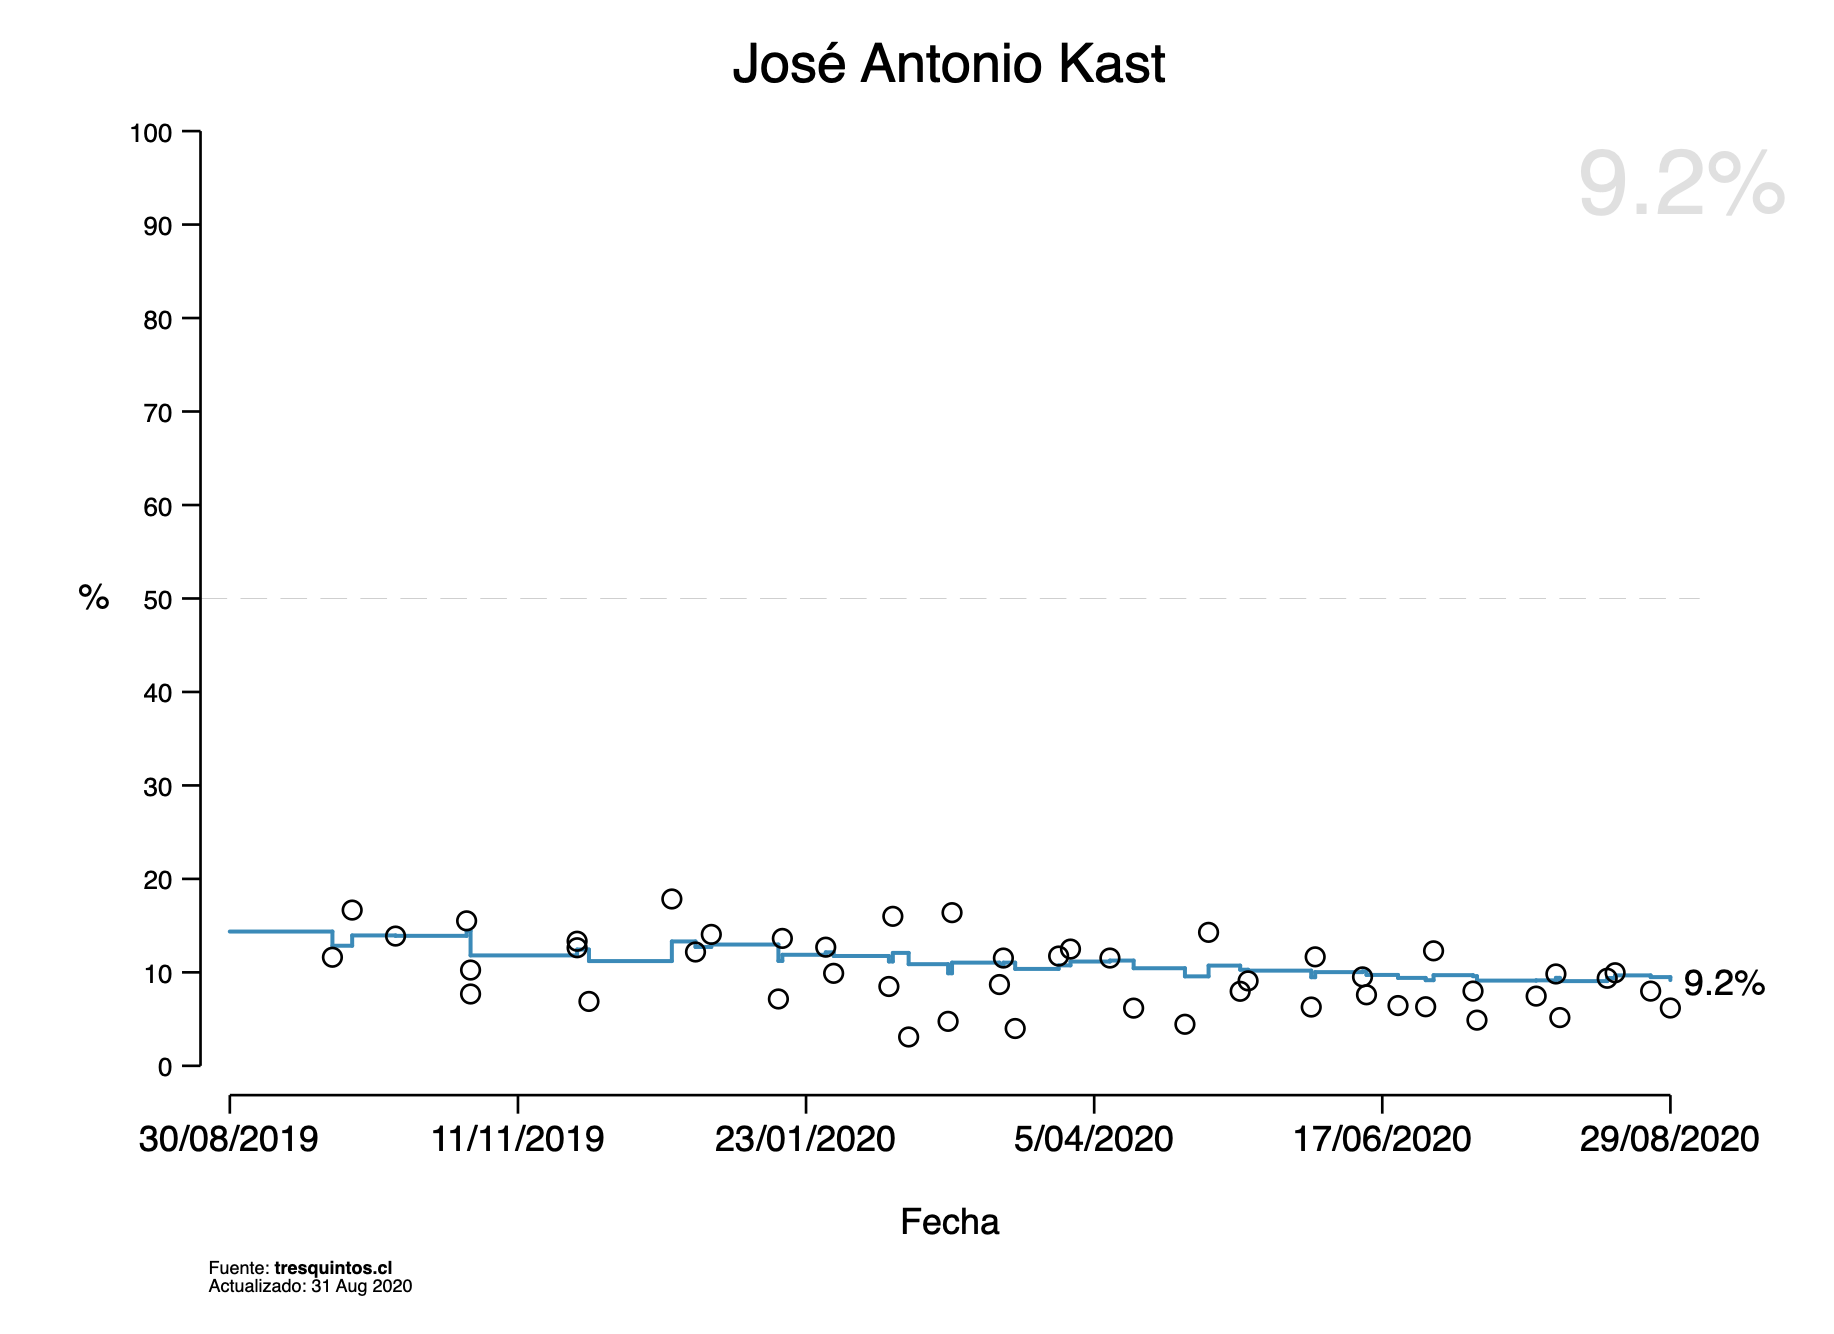 José Antonio Kast
9.2%
100
90
80
70
60
50
40
30
20
10
0
%
9.2%
30/08/2019 11/11/2019 23/01/2020 5/04/2020 17/06/2020 29/08/2020
Fecha
Fuente: tresquintos.cl
Actualizado: 31 Aug 2020